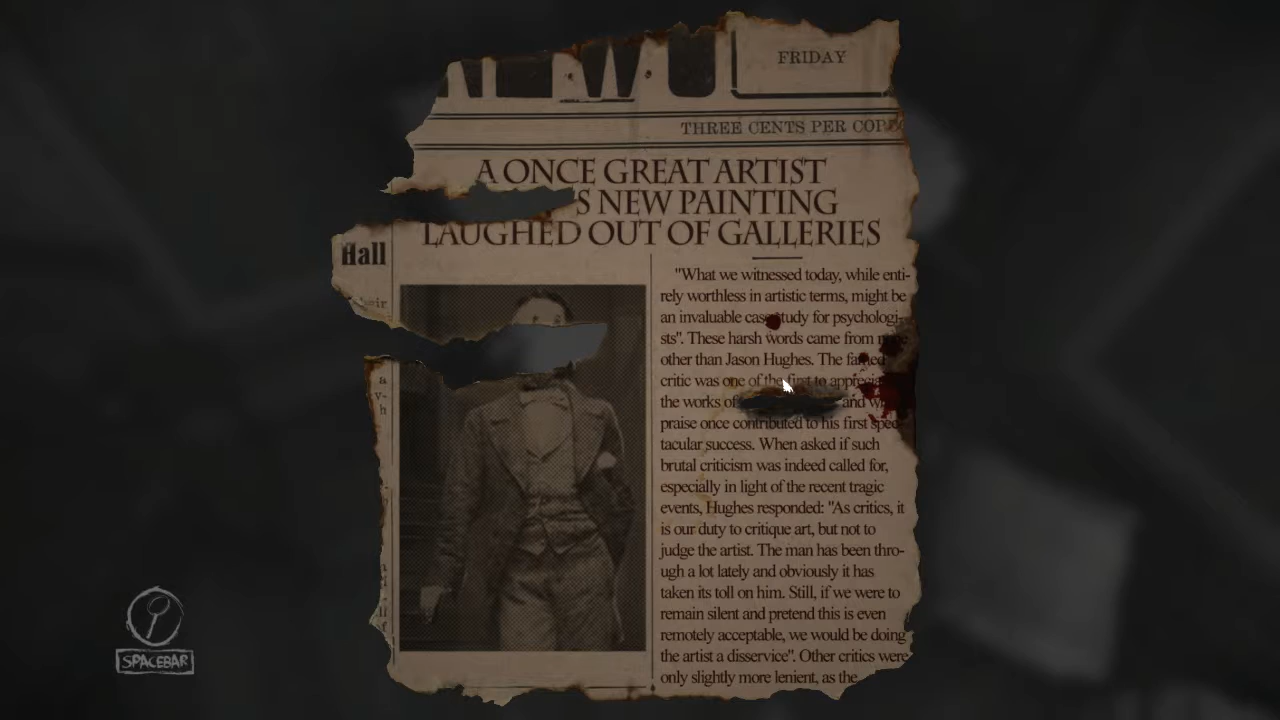 FRIDAY
THREE CENTS PER
A ONCE GREAT ARTIST
NEW PAINTING
LAUGHED OUT OF GALLERIES
Hall
"What we witnessed today, while enti-
rely worthless in artistic terms, might be
an invaluable case study for psychologi-
sts". These harsh words came from
other than Jason Hughes. The famed
critic was one of the first to
the works of and
praise once contributed to his first spec-
tacular success. When asked if such
brutal criticism was indeed called for,
especially in light of the recent tragic
events, Hughes responded: "As critics, it
is our duty to critique art, but not to
judge the artist. The man has been thro-
ugh a lot lately and obviously it has
taken its toll on him. Still, if we were to
remain silent and pretend this is even
remotely acceptable, we would be doing
the artist a disservice". Other critics were
only slightly more lenient, as the
SPACEBAR